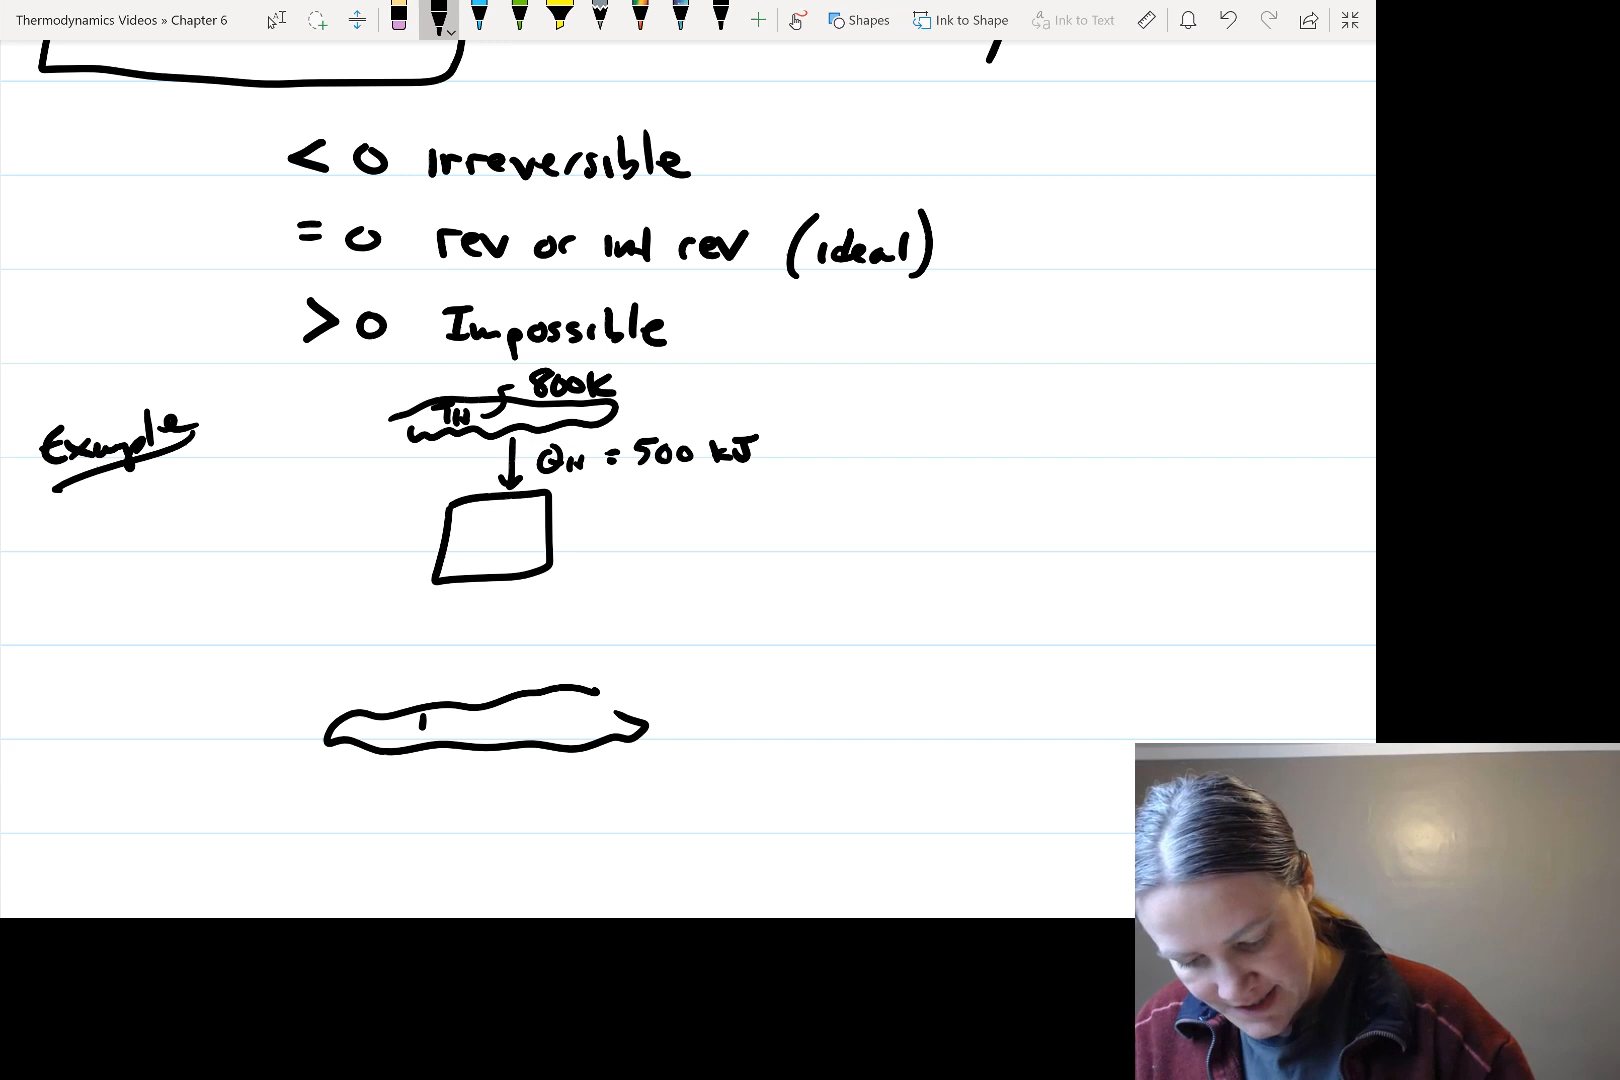 Thermodynamics Videos » Chapter 6
Shapes
Ink to Shape
Ink to Text
< 0 irreversible
= 0 rev or int rev (ideal)
> 0 Impossible
800K
TH
Example
QH = 500 kJ